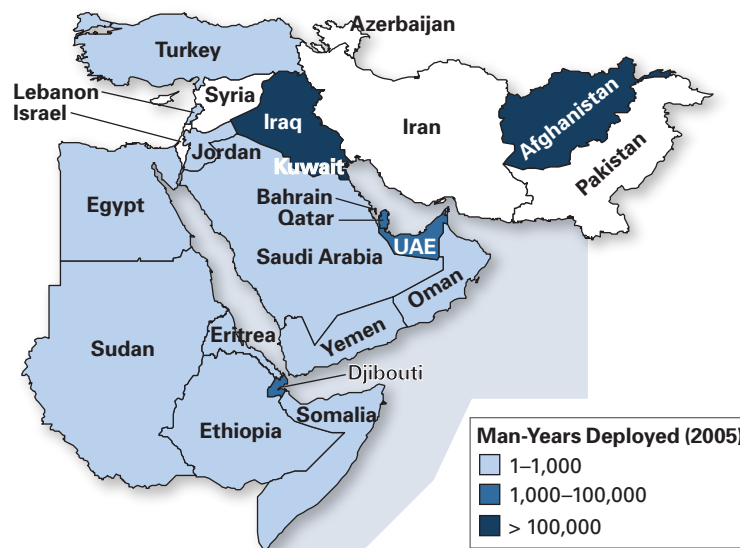 Azerbaijan
Turkey
Lebanon
Israel
Syria
Iraq
Iran
Afghanistan
Pakistan
Jordan
Kuwait
Bahrain
Qatar
Egypt
Saudi Arabia
UAE
Oman
Yemen
Eritrea
Sudan
Djibouti
Somalia
Ethiopia
Man-Years Deployed (2005)
1–1,000
1,000–100,000
> 100,000